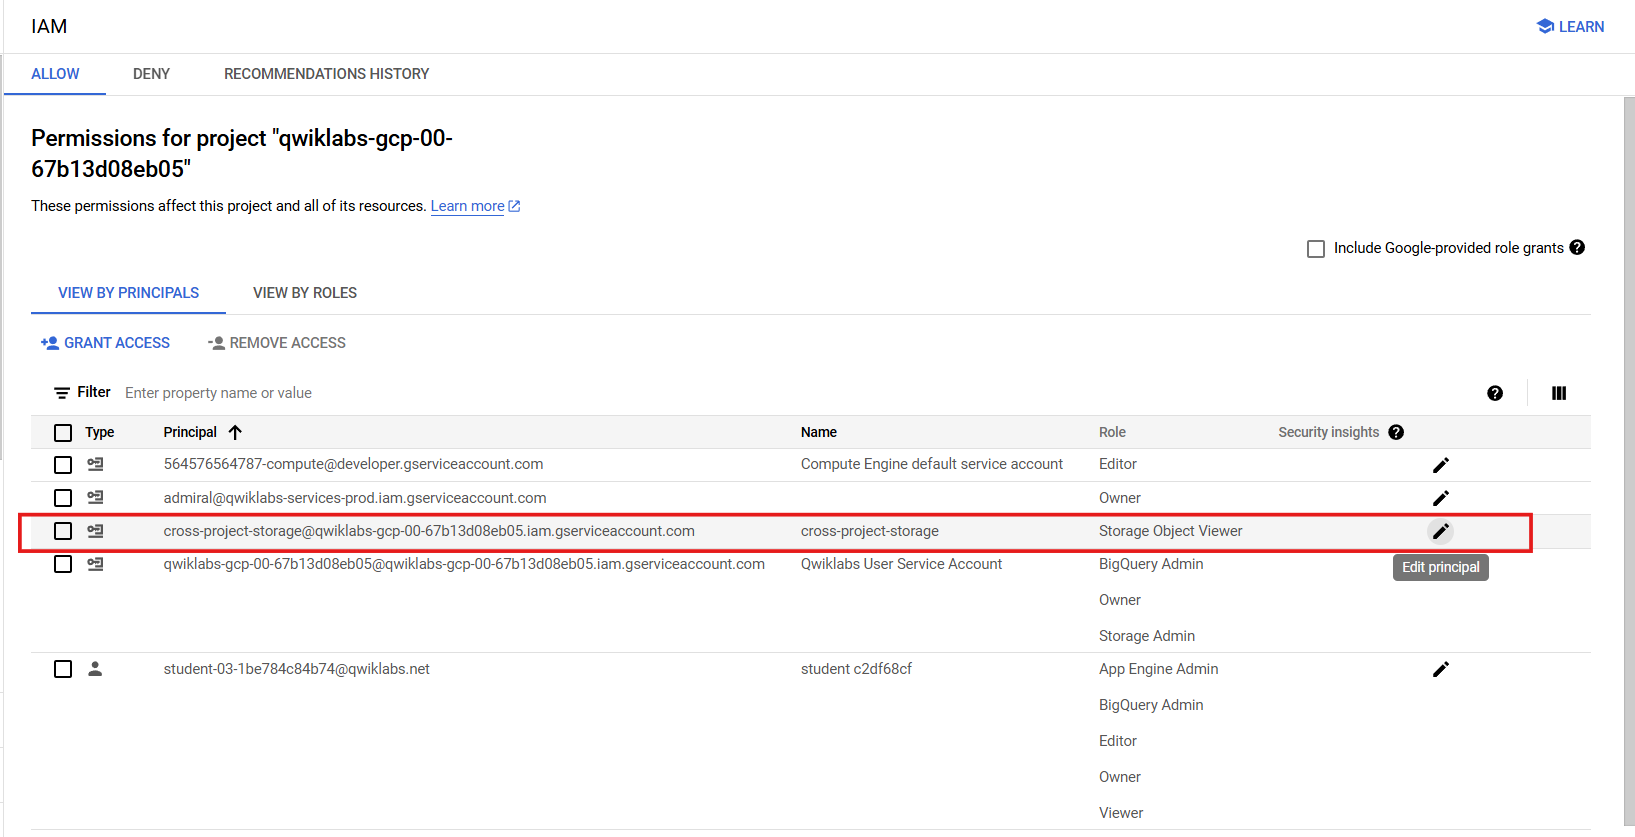 IAM
LEARN
ALLOW DENY RECOMMENDATIONS HISTORY
Permissions for project "qwiklabs-gcp-00-
67b13d08eb05"
These permissions affect this project and all of its resources. Learn more
Include Google-provided role grants
VIEW BY PRINCIPALS VIEW BY ROLES
GRANT ACCESS REMOVE ACCESS
Filter Enter property name or value
Type Principal Name Role Security insights
564576564787-compute@developer.gserviceaccount.com Compute Engine default service account Editor
admiral@qwiklabs-services-prod.iam.gserviceaccount.com Owner
cross-project-storage@qwiklabs-gcp-00-67b13d08eb05.iam.gserviceaccount.com cross-project-storage Storage Object Viewer
qwiklabs-gcp-00-67b13d08eb05@qwiklabs-gcp-00-67b13d08eb05.iam.gserviceaccount.com Qwiklabs User Service Account BigQuery Admin
Edit principal
Owner
Storage Admin
student-03-1be784c84b74@qwiklabs.net student c2df68cf App Engine Admin
BigQuery Admin
Editor
Owner
Viewer